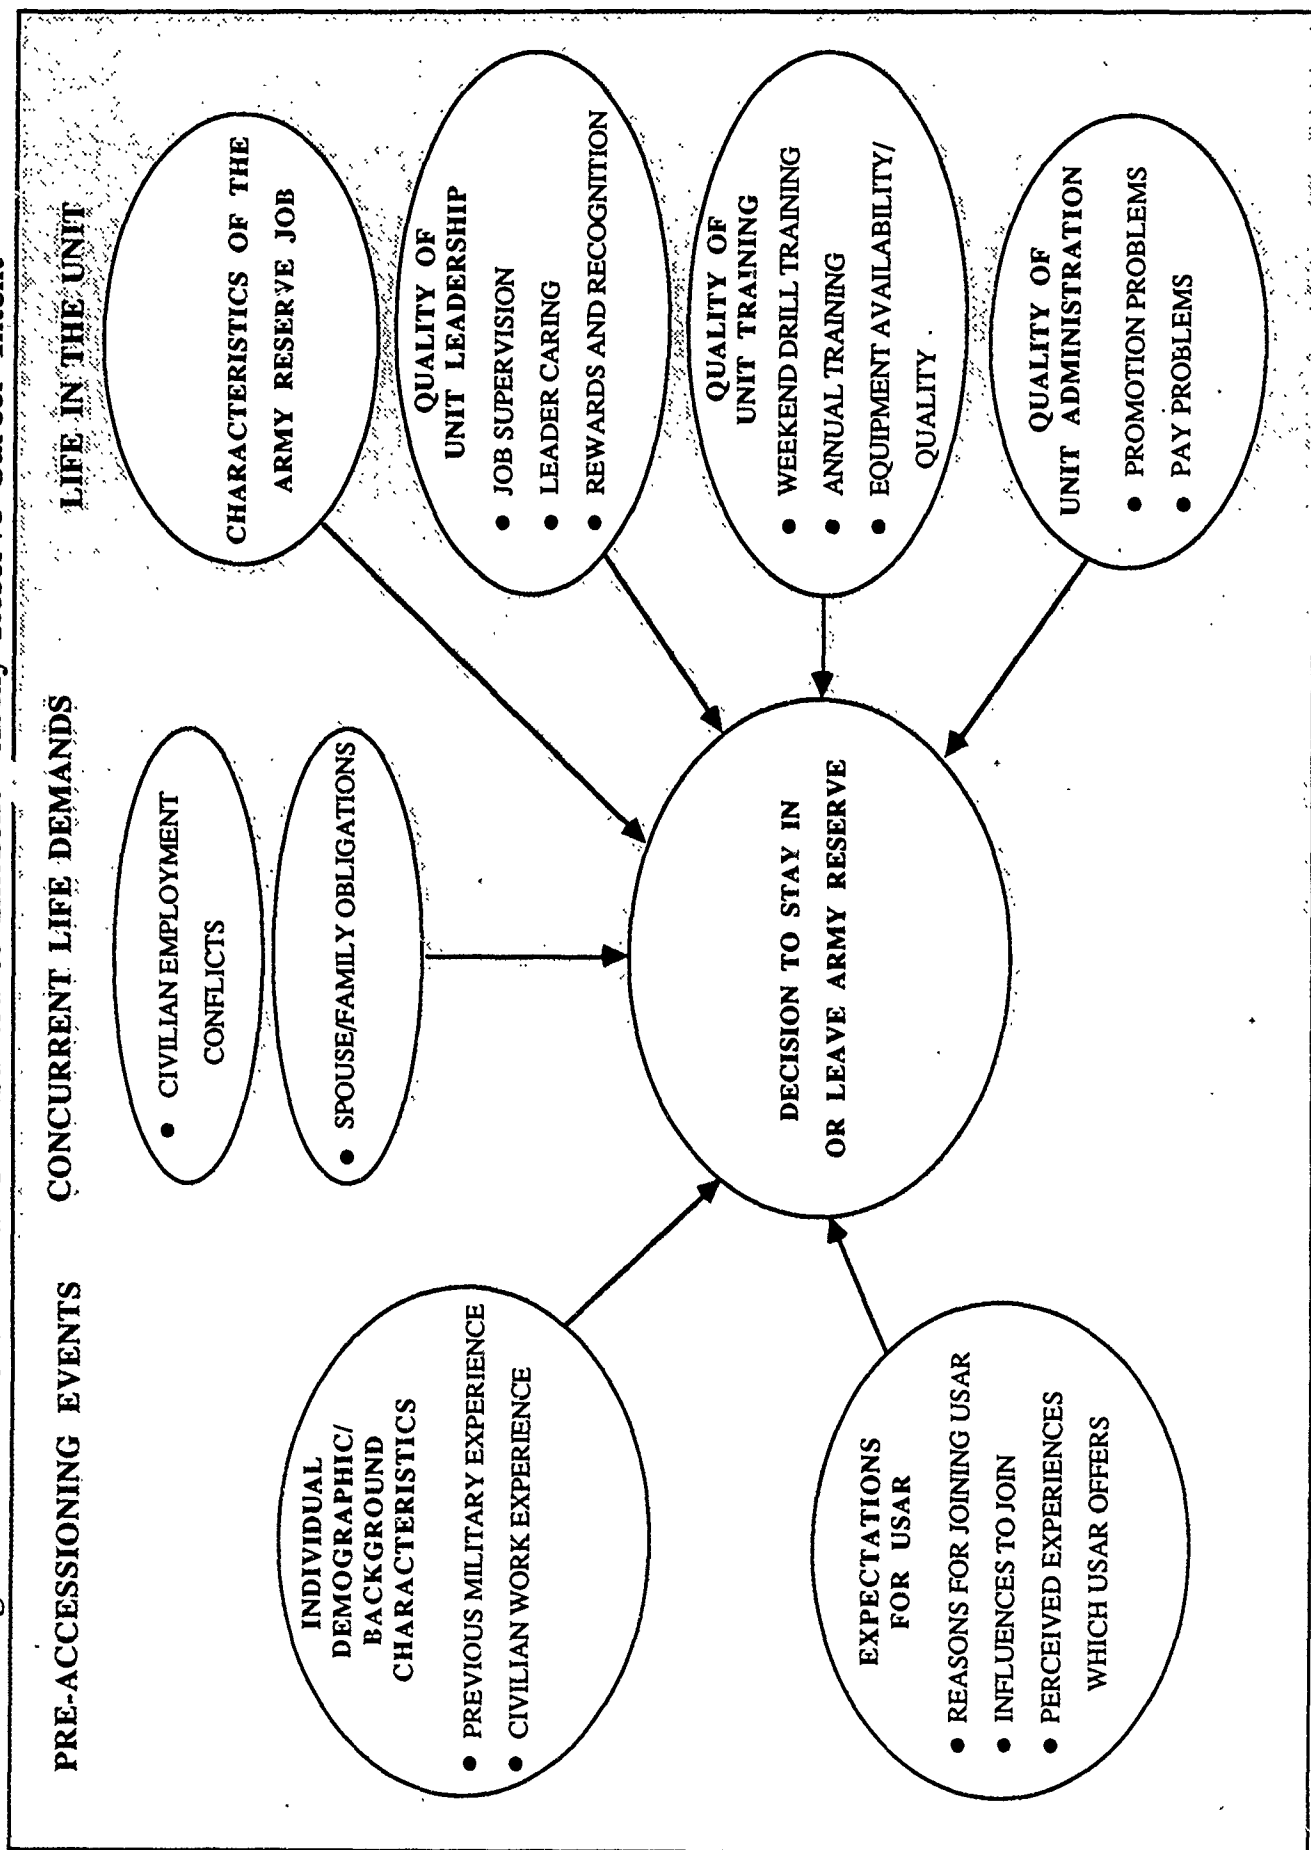 Army Reserve Career Intent
PRE-ACCESSIONING EVENTS
CONCURRENT LIFE DEMANDS
LIFE IN THE UNIT
INDIVIDUAL
DEMOGRAPHIC/
BACKGROUND
CHARACTERISTICS
● PREVIOUS MILITARY EXPERIENCE
● CIVILIAN WORK EXPERIENCE
EXPECTATIONS
FOR USAR
● REASONS FOR JOINING USAR
● INFLUENCES TO JOIN
● PERCEIVED EXPERIENCES
WHICH USAR OFFERS
● CIVILIAN EMPLOYMENT
CONFLICTS
● SPOUSE/FAMILY OBLIGATIONS
DECISION TO STAY IN
OR LEAVE ARMY RESERVE
CHARACTERISTICS OF THE
ARMY RESERVE JOB
QUALITY OF
UNIT LEADERSHIP
● JOB SUPERVISION
● LEADER CARING
● REWARDS AND RECOGNITION
QUALITY OF
UNIT TRAINING
● WEEKEND DRILL TRAINING
● ANNUAL TRAINING
● EQUIPMENT AVAILABILITY/
QUALITY
QUALITY OF
UNIT ADMINISTRATION
● PROMOTION PROBLEMS
● PAY PROBLEMS